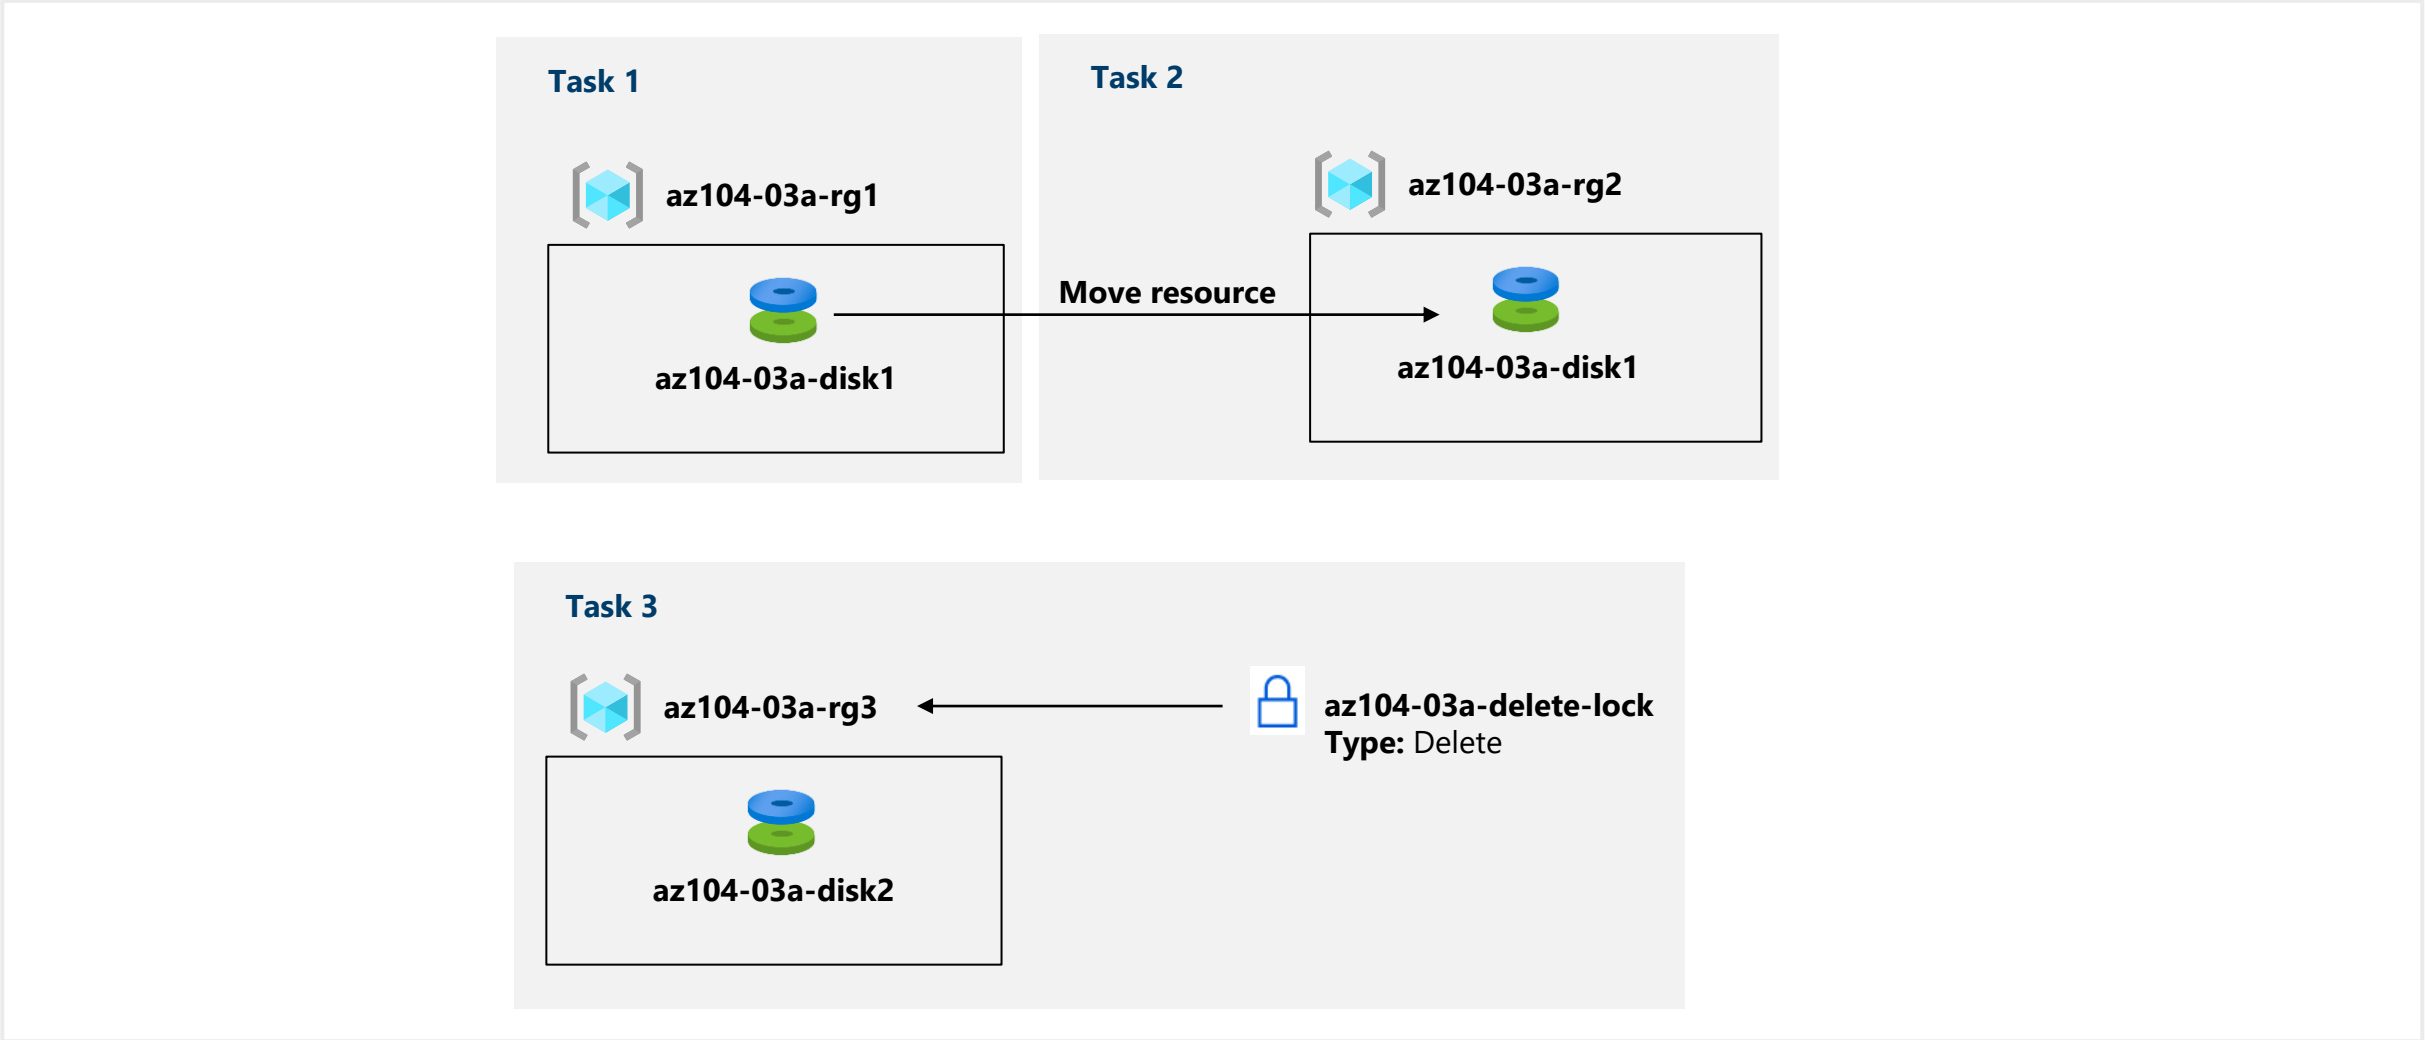 Task 1
az104-03a-rg1
az104-03a-disk1
Move resource
Task 2
az104-03a-rg2
az104-03a-disk1
Task 3
az104-03a-rg3
az104-03a-disk2
az104-03a-delete-lock
Type: Delete